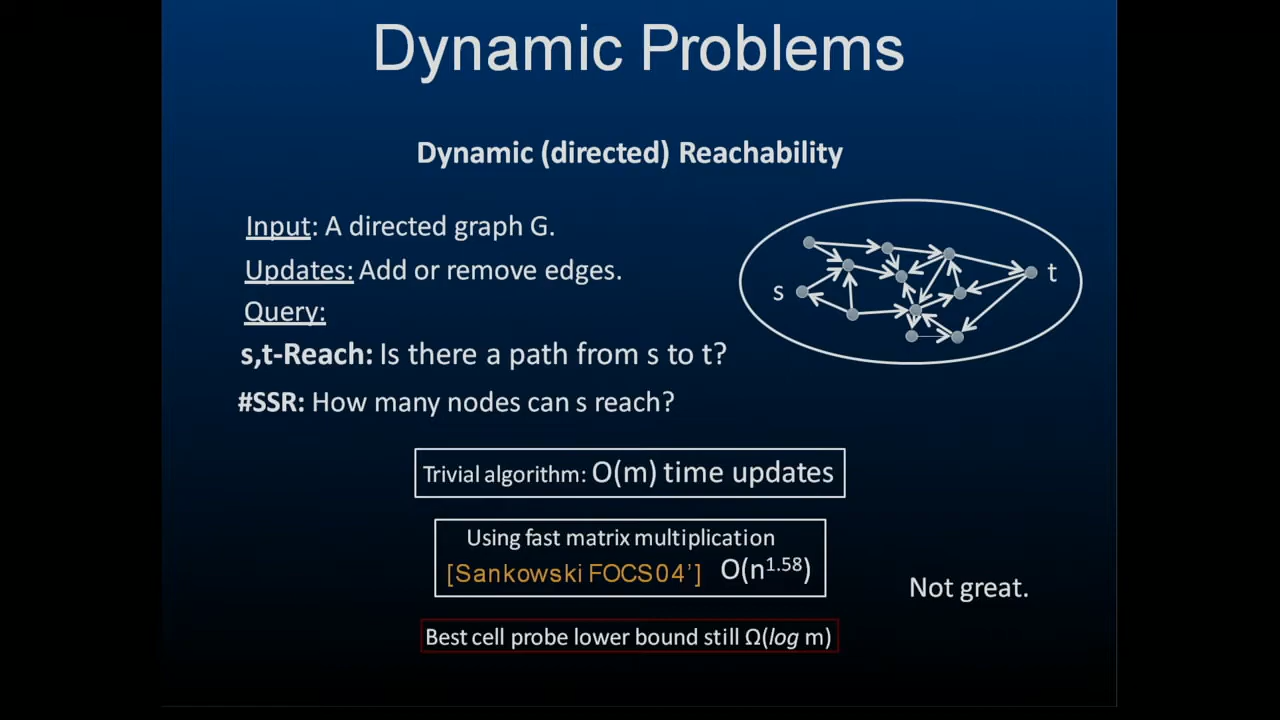 Dynamic Problems
Dynamic (directed) Reachability
Input: A directed graph G.
Updates: Add or remove edges.
Query:
s,t-Reach: Is there a path from s to t?
#SSR: How many nodes can s reach?
s
t
Trivial algorithm: O(m) time updates
Using fast matrix multiplication
[Sankowski FOCS04’] O(n^1.58)
Not great.
Best cell probe lower bound still Ω(log m)